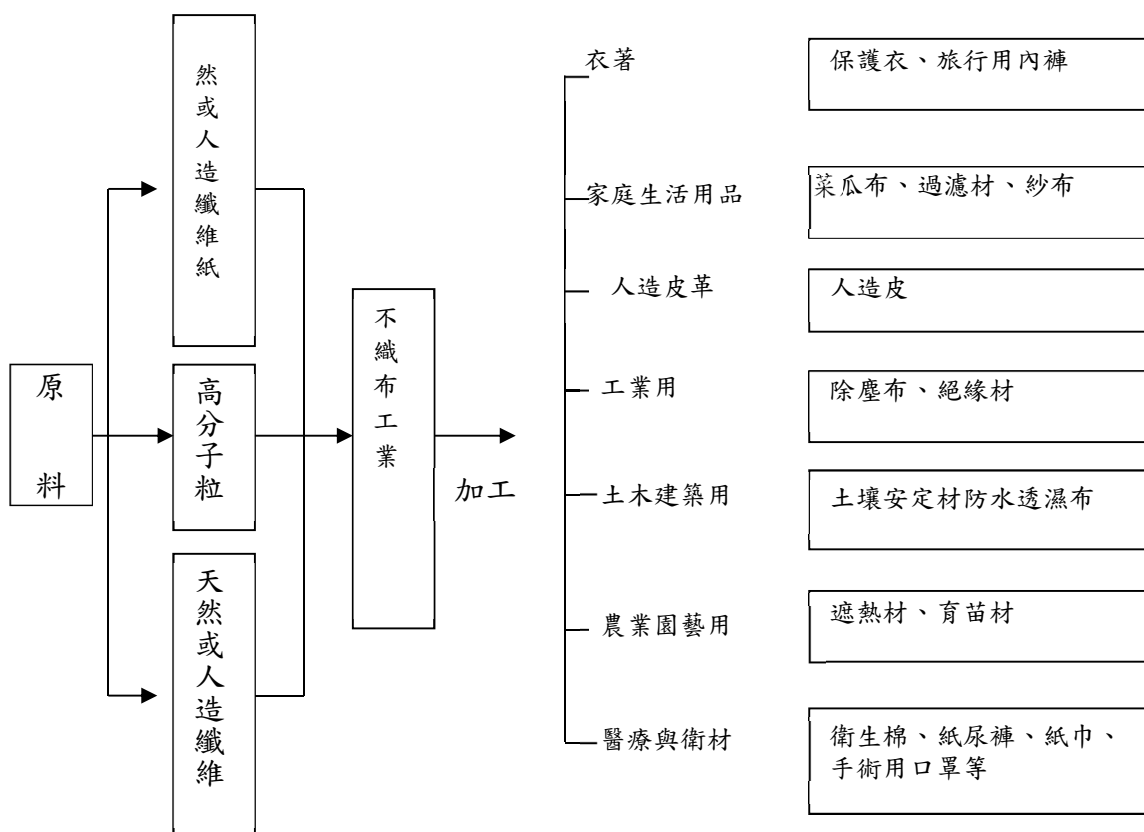 原
料
然或人造纖維紙
高分子粒
天然或人造纖維
不織布工業
加工
衣著
保護衣、旅行用內褲
家庭生活用品
菜瓜布、過濾材、紗布
人造皮革
人造皮
工業用
除塵布、絕緣材
土木建築用
土壤安定材防水透濕布
農業園藝用
遮熱材、育苗材
醫療與衛材
衛生棉、紙尿褲、紙巾、
手術用口罩等